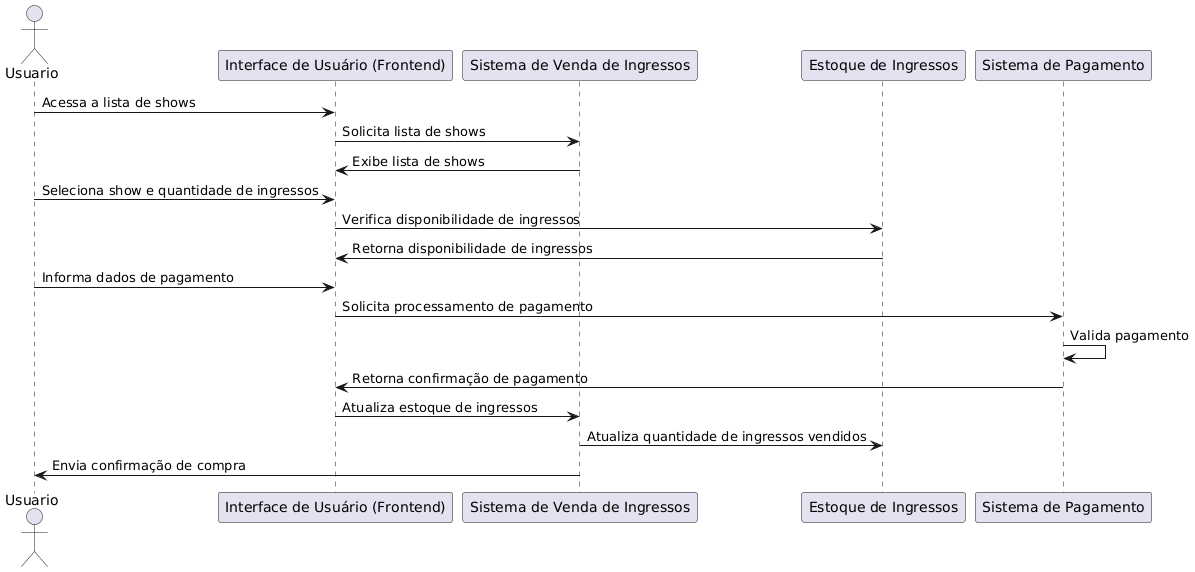 Usuario
Interface de Usuário (Frontend)
Sistema de Venda de Ingressos
Estoque de Ingressos
Sistema de Pagamento
Acessa a lista de shows
Solicita lista de shows
Exibe lista de shows
Seleciona show e quantidade de ingressos
Verifica disponibilidade de ingressos
Retorna disponibilidade de ingressos
Informa dados de pagamento
Solicita processamento de pagamento
Valida pagamento
Retorna confirmação de pagamento
Atualiza estoque de ingressos
Atualiza quantidade de ingressos vendidos
Envia confirmação de compra
Usuario
Interface de Usuário (Frontend)
Sistema de Venda de Ingressos
Estoque de Ingressos
Sistema de Pagamento